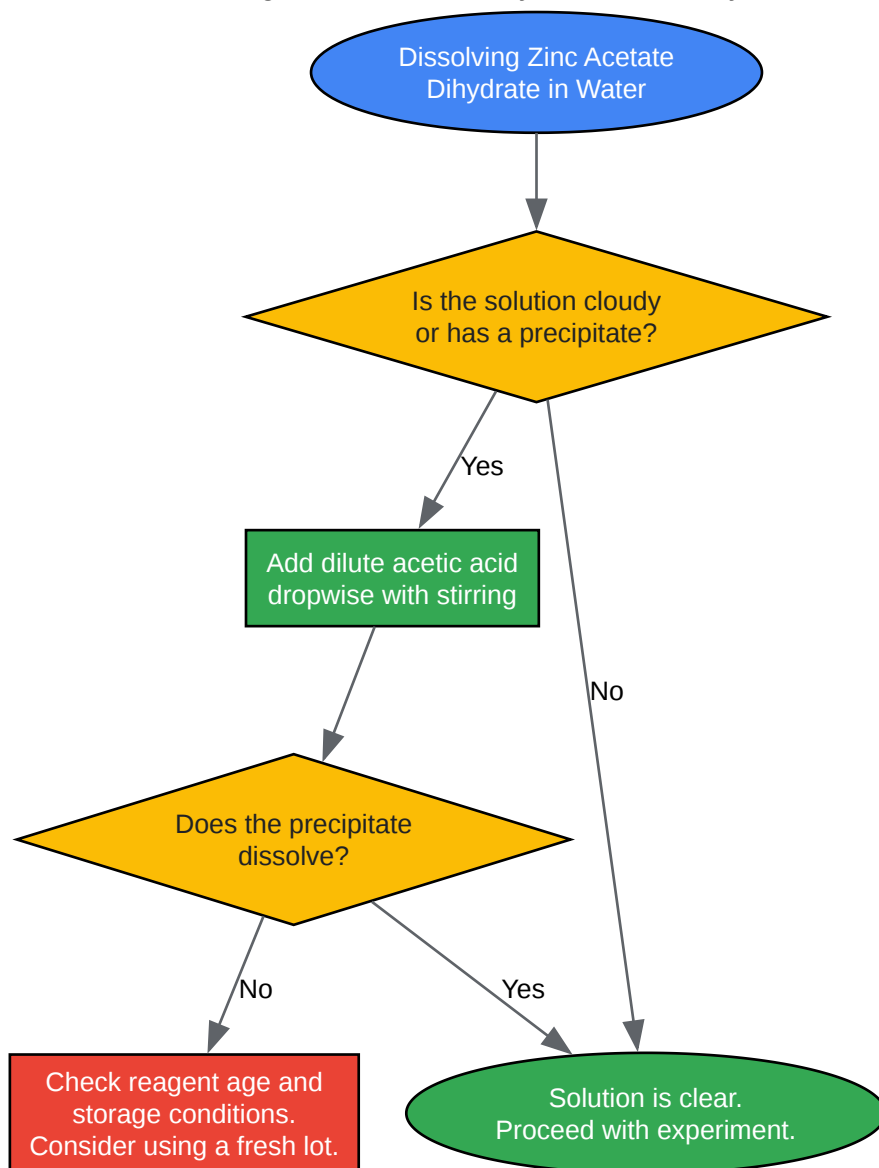 Dissolving Zinc Acetate
Dihydrate in Water
Is the solution cloudy
or has a precipitate?
Yes
Add dilute acetic acid
dropwise with stirring
No
Does the precipitate
dissolve?
No
Yes
Check reagent age and
storage conditions.
Consider using a fresh lot.
Solution is clear.
Proceed with experiment.